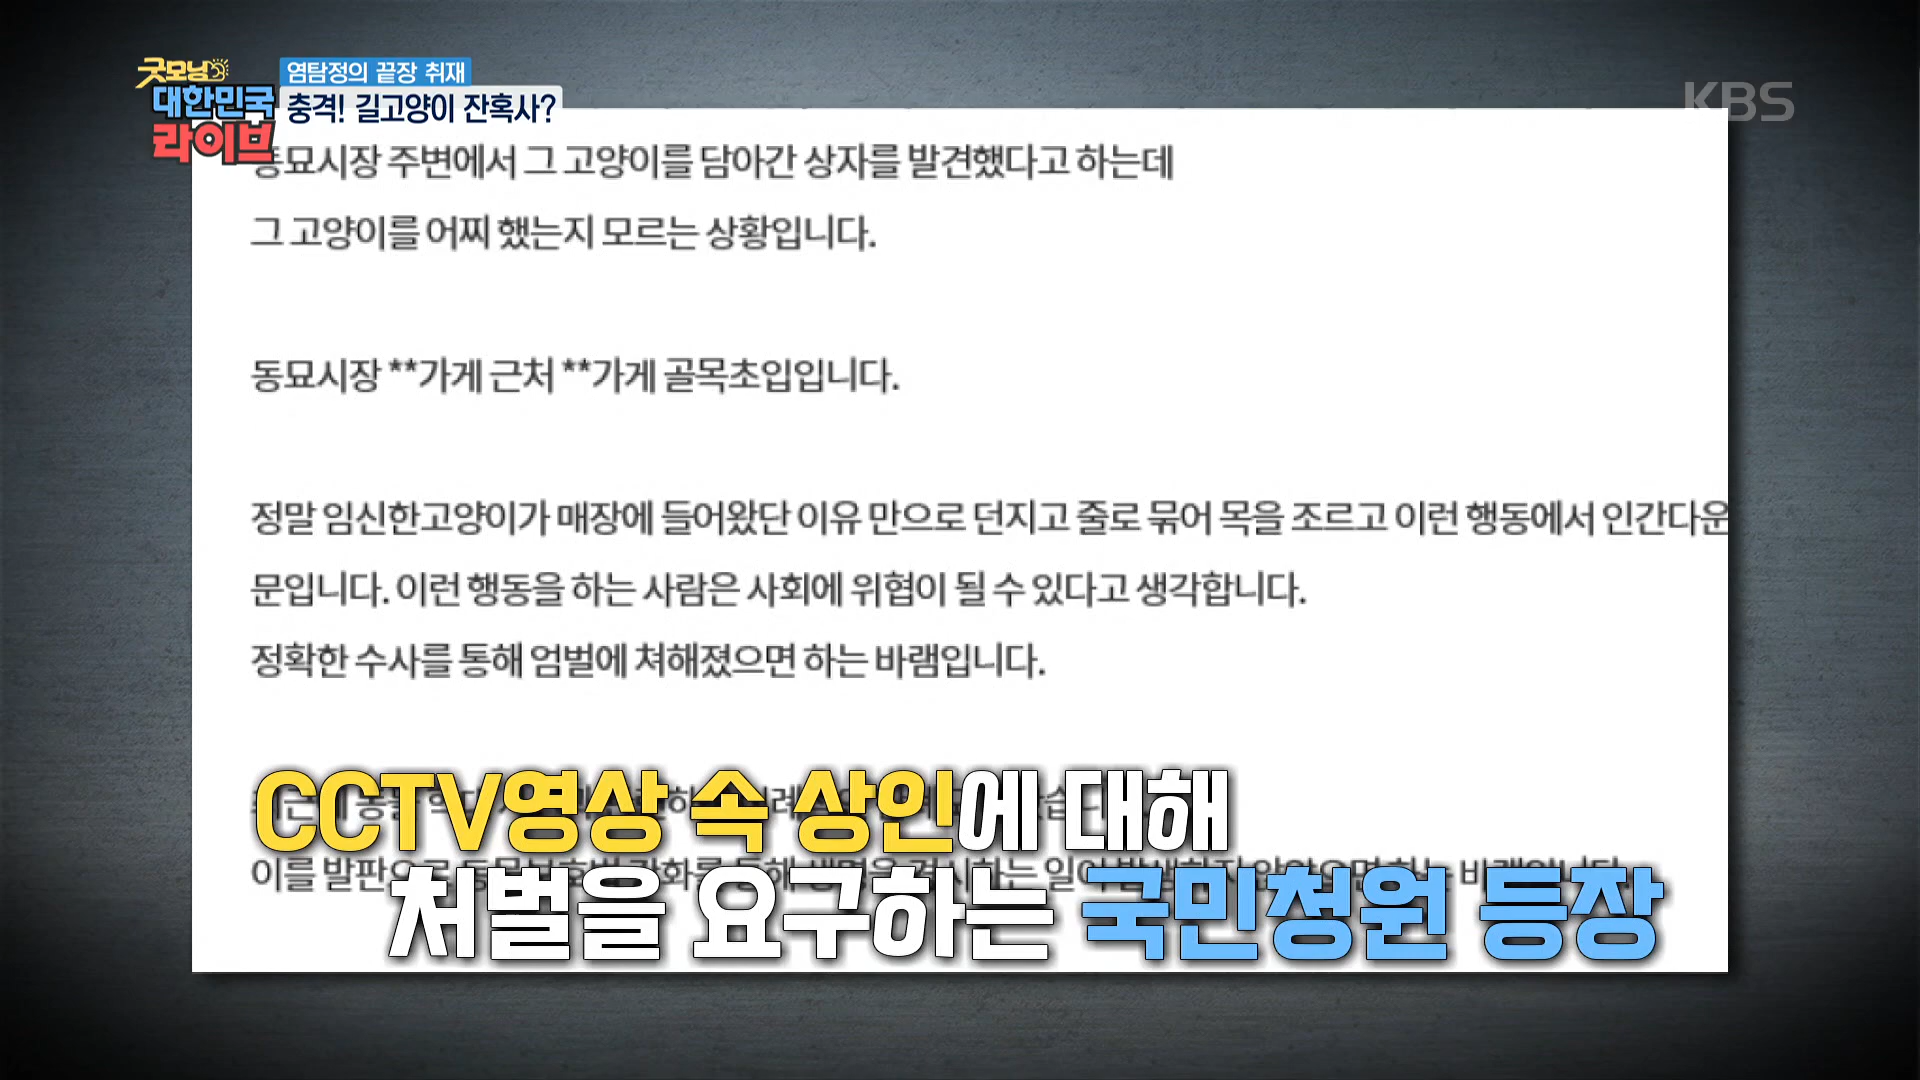 굿모닝
대한민국
라이브
염탐정의 끝장 취재
충격! 길고양이 잔혹사?
KBS
동묘시장 주변에서 그 고양이를 담아간 상자를 발견했다고 하는데
그 고양이를 어찌 했는지 모르는 상황입니다.
동묘시장 **가게 근처 **가게 골목초입입니다.
정말 임신한고양이가 매장에 들어왔단 이유 만으로 던지고 줄로 묶어 목을 조르고 이런 행동에서 인간다운
문입니다. 이런 행동을 하는 사람은 사회에 위협이 될 수 있다고 생각합니다.
정확한 수사를 통해 엄벌에 쳐해졌으면 하는 바램입니다.
CCTV영상 속 상인에 대해
이를 발판으로
처벌을 요구하는 국민청원 등장